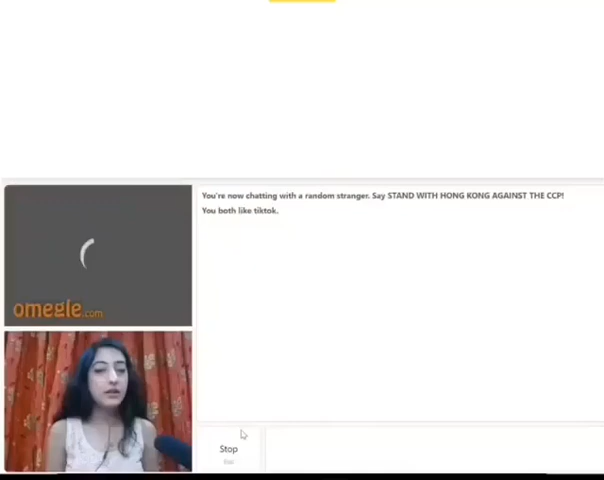 You're now chatting with a random stranger. Say STAND WITH HONG KONG AGAINST THE CCP!
You both like tiktok.
omegle.com
Stop
Esc